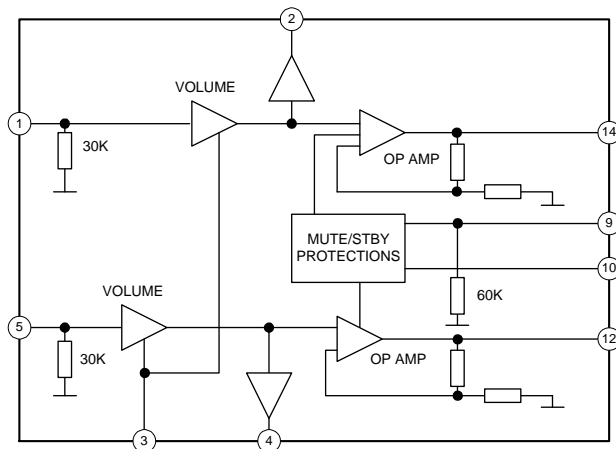 2
VOLUME
1
14
30K
OP AMP
9
MUTE/STBY
PROTECTIONS
10
VOLUME
60K
5
12
30K
OP AMP
3
4